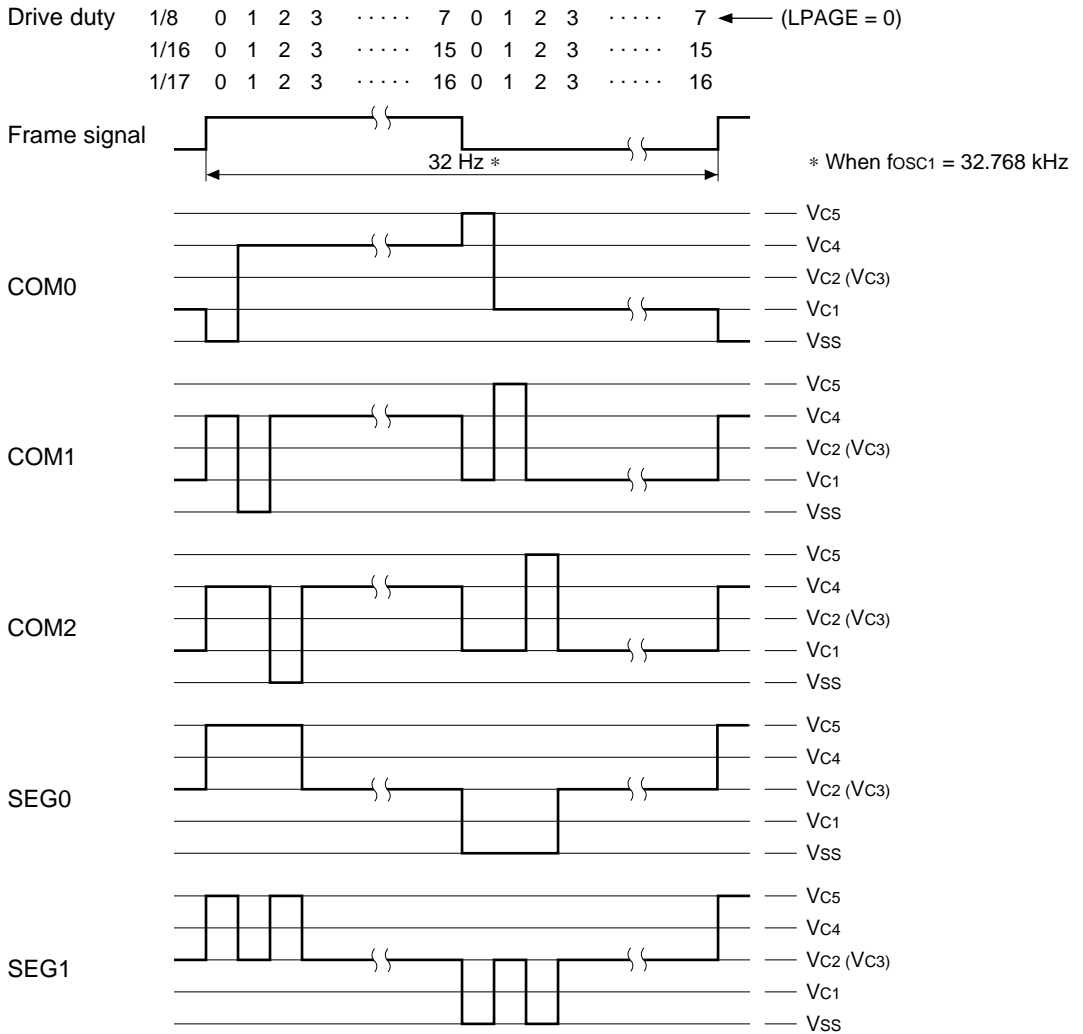 Drive duty 1/8 0 1 2 3 ····· 7 0 1 2 3 ····· 7 (LPAGE = 0)
1/16 0 1 2 3 ····· 15 0 1 2 3 ····· 15
1/17 0 1 2 3 ····· 16 0 1 2 3 ····· 16
Frame signal
32 Hz * * When fOSC1 = 32.768 kHz
COM0
VC5
VC4
VC2 (VC3)
VC1
VSS
COM1
VC5
VC4
VC2 (VC3)
VC1
VSS
COM2
VC5
VC4
VC2 (VC3)
VC1
VSS
SEG0
VC5
VC4
VC2 (VC3)
VC1
VSS
SEG1
VC5
VC4
VC2 (VC3)
VC1
VSS